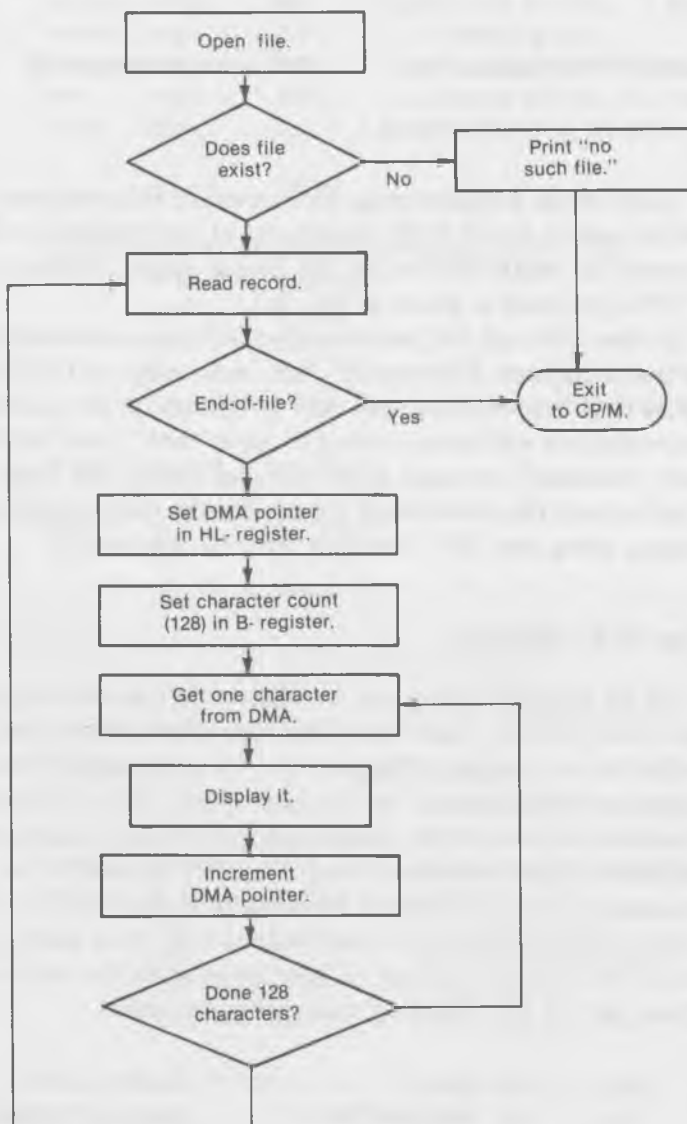 Open file.
Does file
exist?
No
Print "no
such file."
Read record.
End-of-file?
Yes
Exit
to CP/M.
Set DMA pointer
in HL- register.
Set character count
(128) in B- register.
Get one character
from DMA.
Display it.
Increment
DMA pointer.
Done 128
characters?